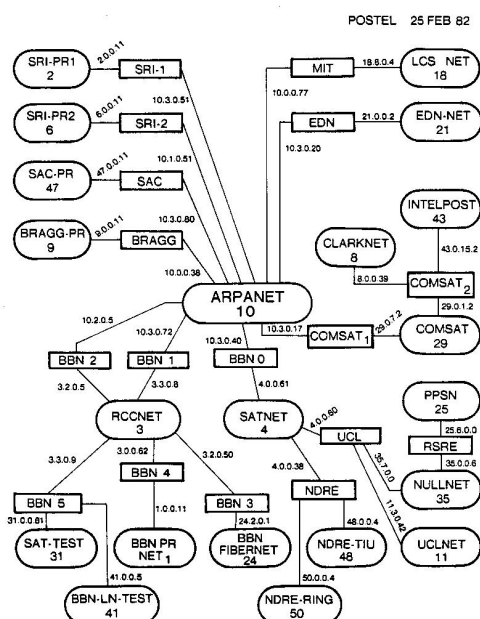 POSTEL 25 FEB 82
SRI-PR1
2
2.0.0.11
SRI-1
10.3.0.51
MIT
10.0.0.77
18.8.0.4
LCS NET
18
SRI-PR2
6
6.0.0.11
SRI-2
10.1.0.51
EDN
10.3.0.20
21.0.0.2
EDN-NET
21
SAC-PR
47
47.0.0.11
SAC
10.3.0.80
INTELPOST
43
43.0.15.2
BRAGG-PR
9
9.0.0.11
BRAGG
10.0.0.38
CLARKNET
8
8.0.0.39
COMSAT 2
29.0.1.2
ARPANET
10
10.3.0.17
COMSAT 1
29.0.7.2
COMSAT
29
10.2.0.5
10.3.0.72
10.3.0.40
BBN 2
BBN 1
BBN 0
3.2.0.5
3.3.0.8
4.0.0.61
RCCNET
3
SATNET
4
4.0.0.60
UCL
PPSN
25
25.6.0.0
RSRE
35.0.0.6
35.7.0.0
NULLNET
35
3.3.0.9
3.0.0.62
BBN 4
3.2.0.50
4.0.0.38
11.3.0.42
BBN 5
31.0.0.61
1.0.0.11
BBN 3
24.2.0.1
NDRE
48.0.0.4
SAT-TEST
31
BBN PR
NET 1
BBN
FIBERNET
24
NDRE-TIU
48
UCLNET
11
41.0.0.5
50.0.0.4
BBN-LN-TEST
41
NDRE-RING
50